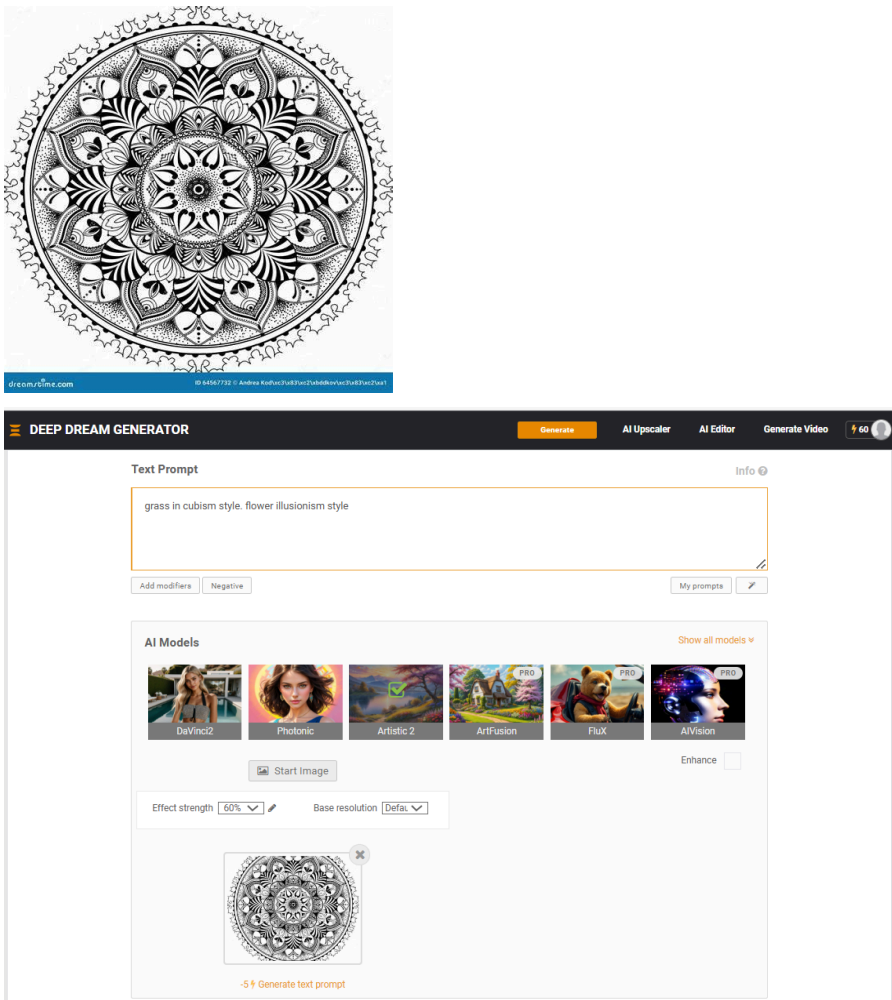 dreamstime.com
ID 64567732 © Andrea Kod\xc3\x83\xc2\xbddkov\xc3\x83\xc2\xa1
DEEP DREAM GENERATOR
Generate
AI Upscaler
AI Editor
Generate Video
60
Text Prompt
Info
grass in cubism style. flower illusionism style
Add modifiers
Negative
My prompts
AI Models
Show all models
PRO
PRO
PRO
DaVinci2
Photonic
Artistic 2
ArtFusion
FluX
AIVision
Start Image
Enhance
Effect strength
60%
Base resolution
Defau
-5 Generate text prompt